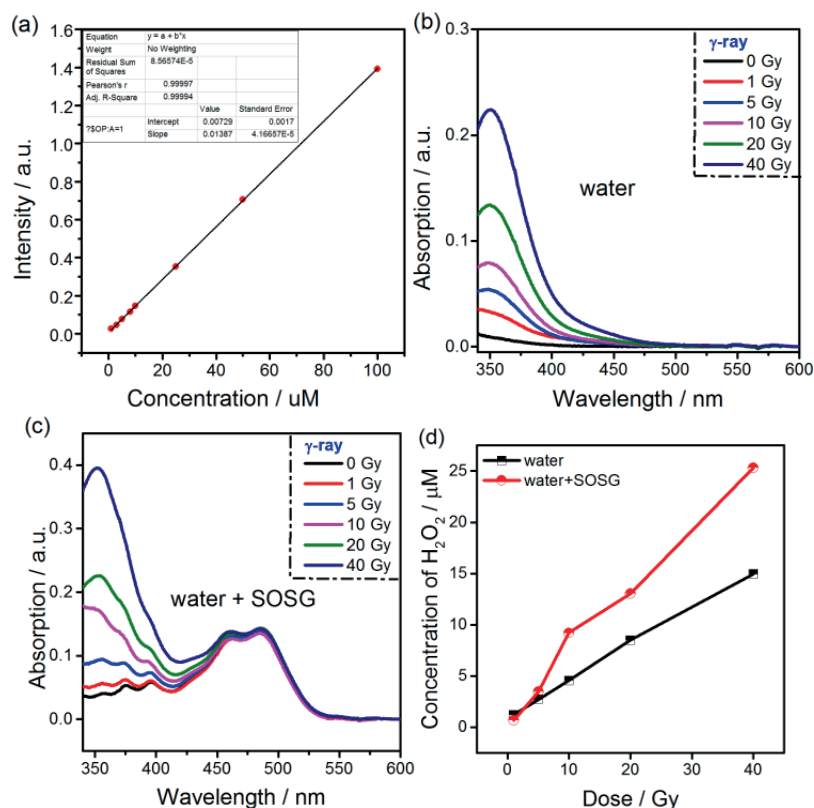 (a)
Equation y = a + b*x
Weight No Weighting
Residual Sum of Squares 8.56574E-5
Pearson's r 0.99997
Adj. R-Square 0.99994
Value Standard Error
?$OP:A=1 Intercept 0.00729 0.0017
Slope 0.01387 4.16657E-5
1.6
1.4
1.2
1.0
0.8
0.6
0.4
0.2
0.0
Intensity / a.u.
0 20 40 60 80 100
Concentration / uM
(b)
γ-ray
0 Gy
1 Gy
5 Gy
10 Gy
20 Gy
40 Gy
water
0.3
0.2
0.1
0.0
Absorption / a.u.
350 400 450 500 550 600
Wavelength / nm
(c)
γ-ray
0 Gy
1 Gy
5 Gy
10 Gy
20 Gy
40 Gy
water + SOSG
0.4
0.3
0.2
0.1
0.0
Absorption / a.u.
350 400 450 500 550 600
Wavelength / nm
(d)
water
water+SOSG
25
20
15
10
5
0
Concentration of H₂O₂ / μM
0 10 20 30 40
Dose / Gy